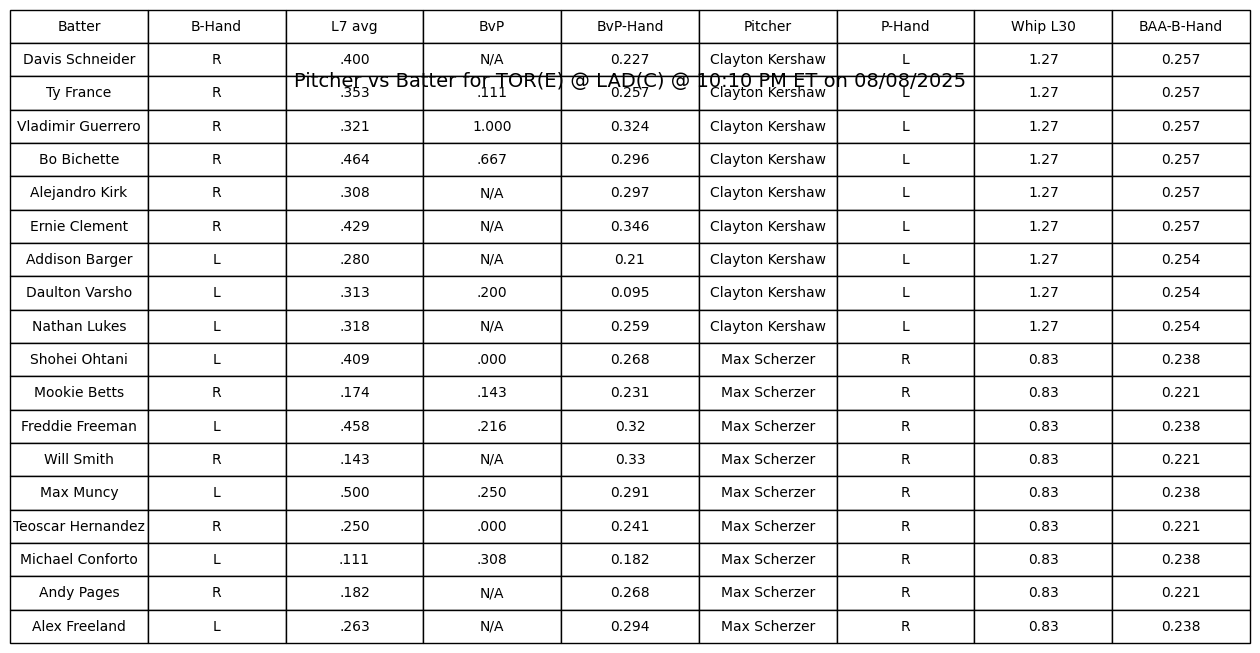 Batter B-Hand L7 avg BvP BvP-Hand Pitcher P-Hand Whip L30 BAA-B-Hand
Davis Schneider R .400 N/A 0.227 Clayton Kershaw L 1.27 0.257
Pitcher vs Batter for TOR(E) @ LAD(C) @ 10:10 PM ET on 08/08/2025
Ty France R .353 .111 0.257 Clayton Kershaw L 1.27 0.257
Vladimir Guerrero R .321 1.000 0.324 Clayton Kershaw L 1.27 0.257
Bo Bichette R .464 .667 0.296 Clayton Kershaw L 1.27 0.257
Alejandro Kirk R .308 N/A 0.297 Clayton Kershaw L 1.27 0.257
Ernie Clement R .429 N/A 0.346 Clayton Kershaw L 1.27 0.257
Addison Barger L .280 N/A 0.21 Clayton Kershaw L 1.27 0.254
Daulton Varsho L .313 .200 0.095 Clayton Kershaw L 1.27 0.254
Nathan Lukes L .318 N/A 0.259 Clayton Kershaw L 1.27 0.254
Shohei Ohtani L .409 .000 0.268 Max Scherzer R 0.83 0.238
Mookie Betts R .174 .143 0.231 Max Scherzer R 0.83 0.221
Freddie Freeman L .458 .216 0.32 Max Scherzer R 0.83 0.238
Will Smith R .143 N/A 0.33 Max Scherzer R 0.83 0.221
Max Muncy L .500 .250 0.291 Max Scherzer R 0.83 0.238
Teoscar Hernandez R .250 .000 0.241 Max Scherzer R 0.83 0.221
Michael Conforto L .111 .308 0.182 Max Scherzer R 0.83 0.238
Andy Pages R .182 N/A 0.268 Max Scherzer R 0.83 0.221
Alex Freeland L .263 N/A 0.294 Max Scherzer R 0.83 0.238